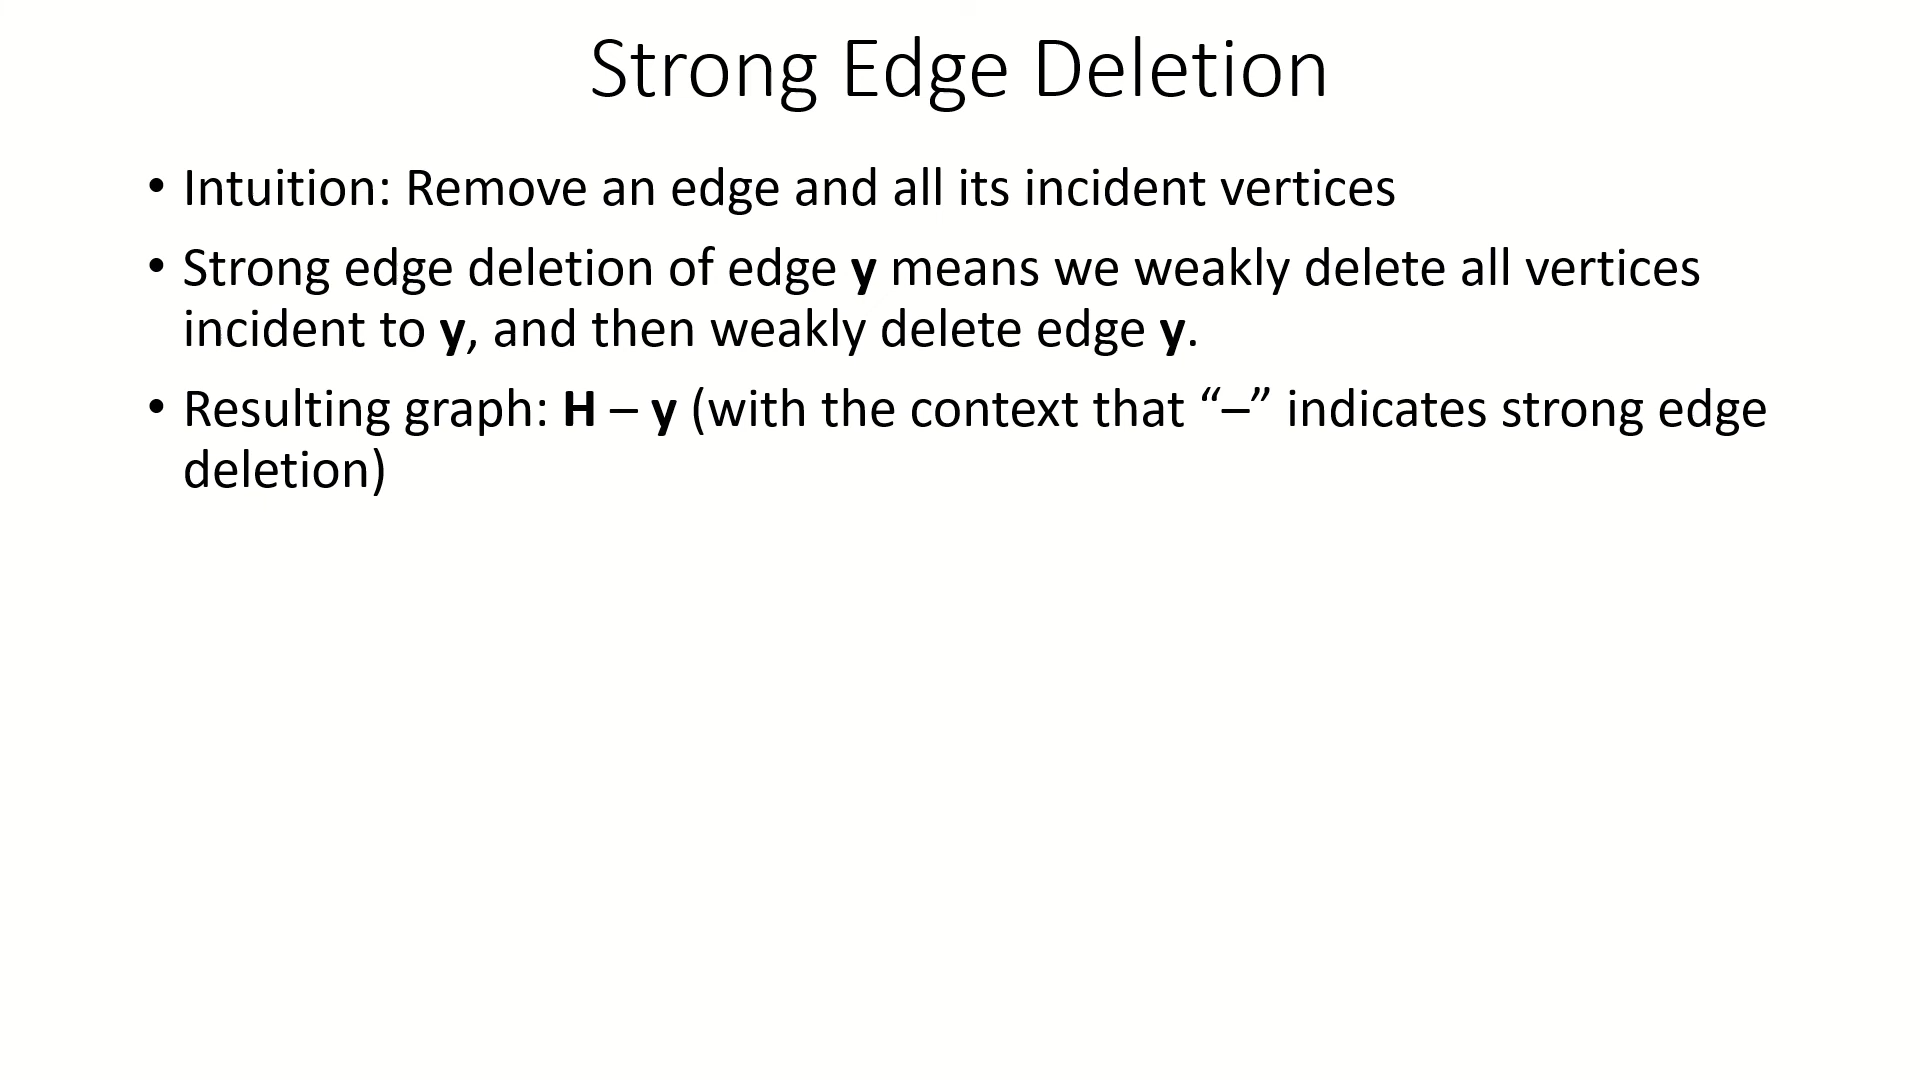 Strong Edge Deletion
• Intuition: Remove an edge and all its incident vertices
• Strong edge deletion of edge y means we weakly delete all vertices
incident to y, and then weakly delete edge y.
• Resulting graph: H – y (with the context that “–” indicates strong edge
deletion)